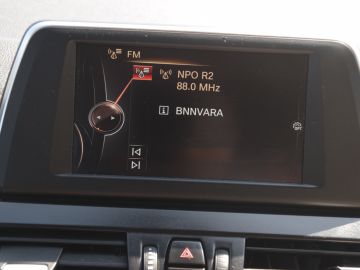 FM
NPO R2
88.0 MHz
BNNVARA